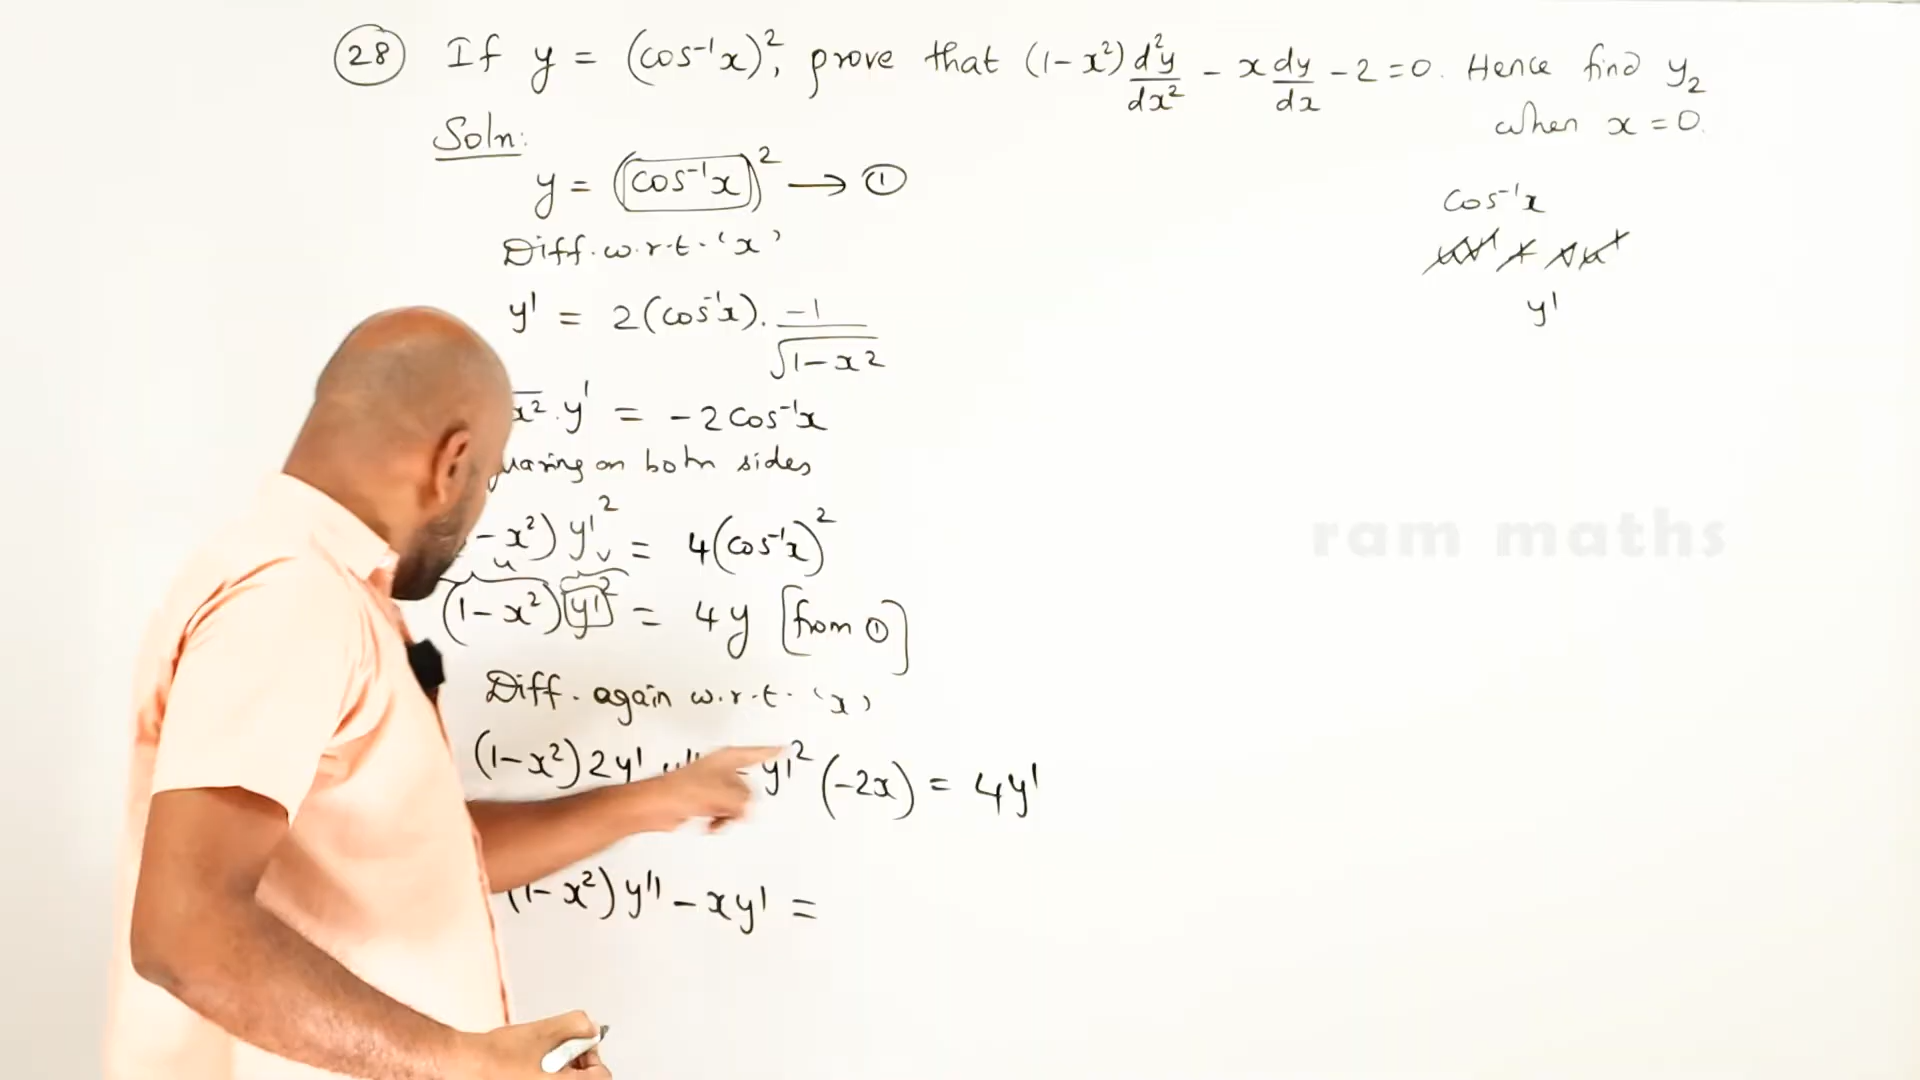 28 If y = (cos⁻¹x)², prove that (1-x²) d²y/dx² - x dy/dx - 2 = 0. Hence find y₂
when x = 0.
Soln:
y = (cos⁻¹x)² → ①
cos⁻¹x
Diff. w.r.t. 'x'
y' = 2(cos⁻¹x). -1/√1-x²
y'
x². y' = -2cos⁻¹x
on both sides
-x²) y'² = 4(cos⁻¹x)²
ram maths
u v
(1-x²) y'² = 4y [from ①]
Diff. again w.r.t. 'x'
(1-x²) 2y' y'² (-2x) = 4y'
(1-x²) y'' - xy' =